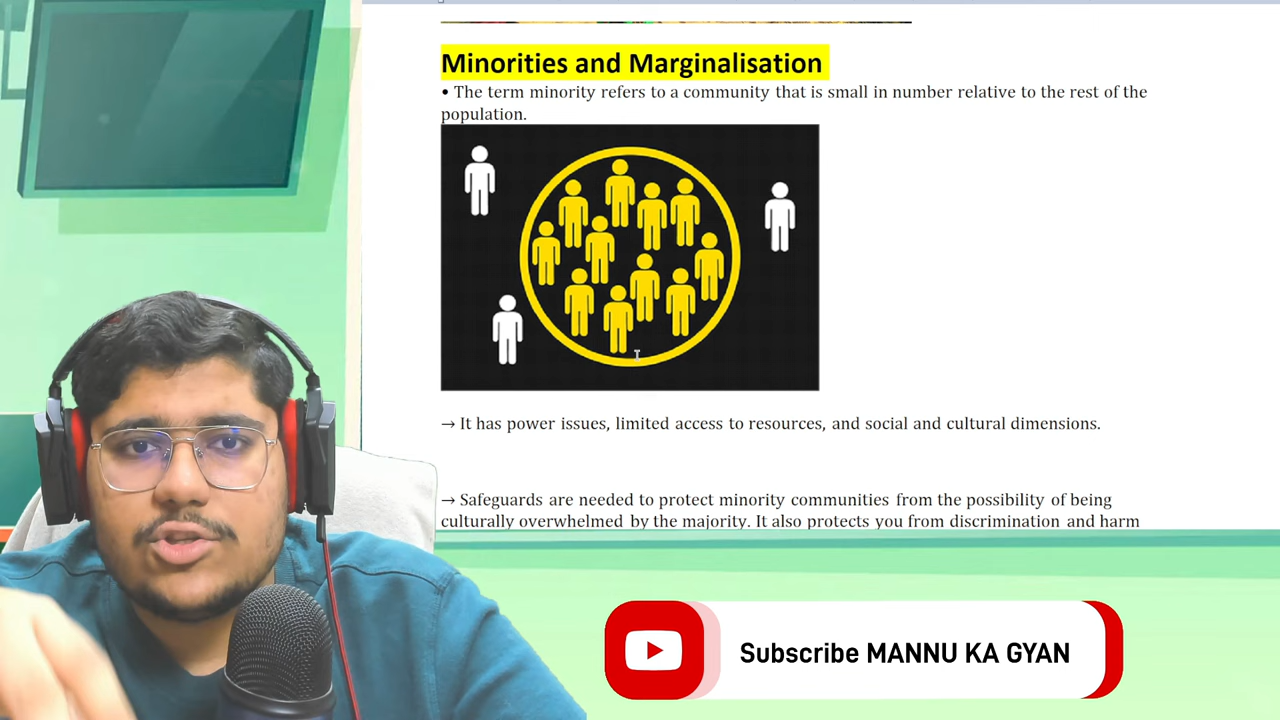 Minorities and Marginalisation
• The term minority refers to a community that is small in number relative to the rest of the
population.
→ It has power issues, limited access to resources, and social and cultural dimensions.
→ Safeguards are needed to protect minority communities from the possibility of being
culturally overwhelmed by the majority. It also protects you from discrimination and harm
Subscribe MANNU KA GYAN